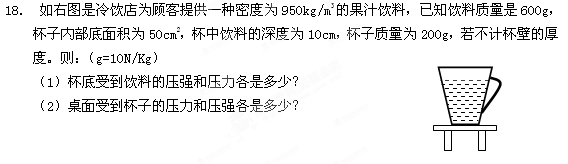 18. 如右图是冷饮店为顾客提供一种密度为950kg/m³的果汁饮料，已知饮料质量是600g，
杯子内部底面积为50cm²，杯中饮料的深度为10cm，杯子质量为200g，若不计杯壁的厚
度。则：（g=10N/Kg）
（1）杯底受到饮料的压强和压力各是多少？
（2）桌面受到杯子的压力和压强各是多少？